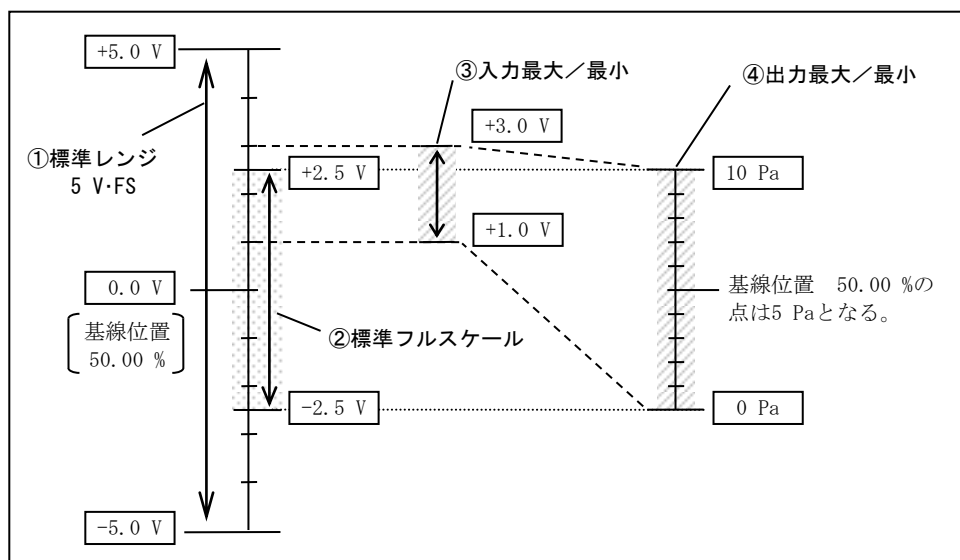 +5.0 V
③入力最大／最小
④出力最大／最小
+3.0 V
①標準レンジ
5 V･FS
+2.5 V
10 Pa
+1.0 V
0.0 V
基線位置
50.00 %
基線位置　50.00 %の
点は5 Paとなる。
②標準フルスケール
-2.5 V
0 Pa
-5.0 V